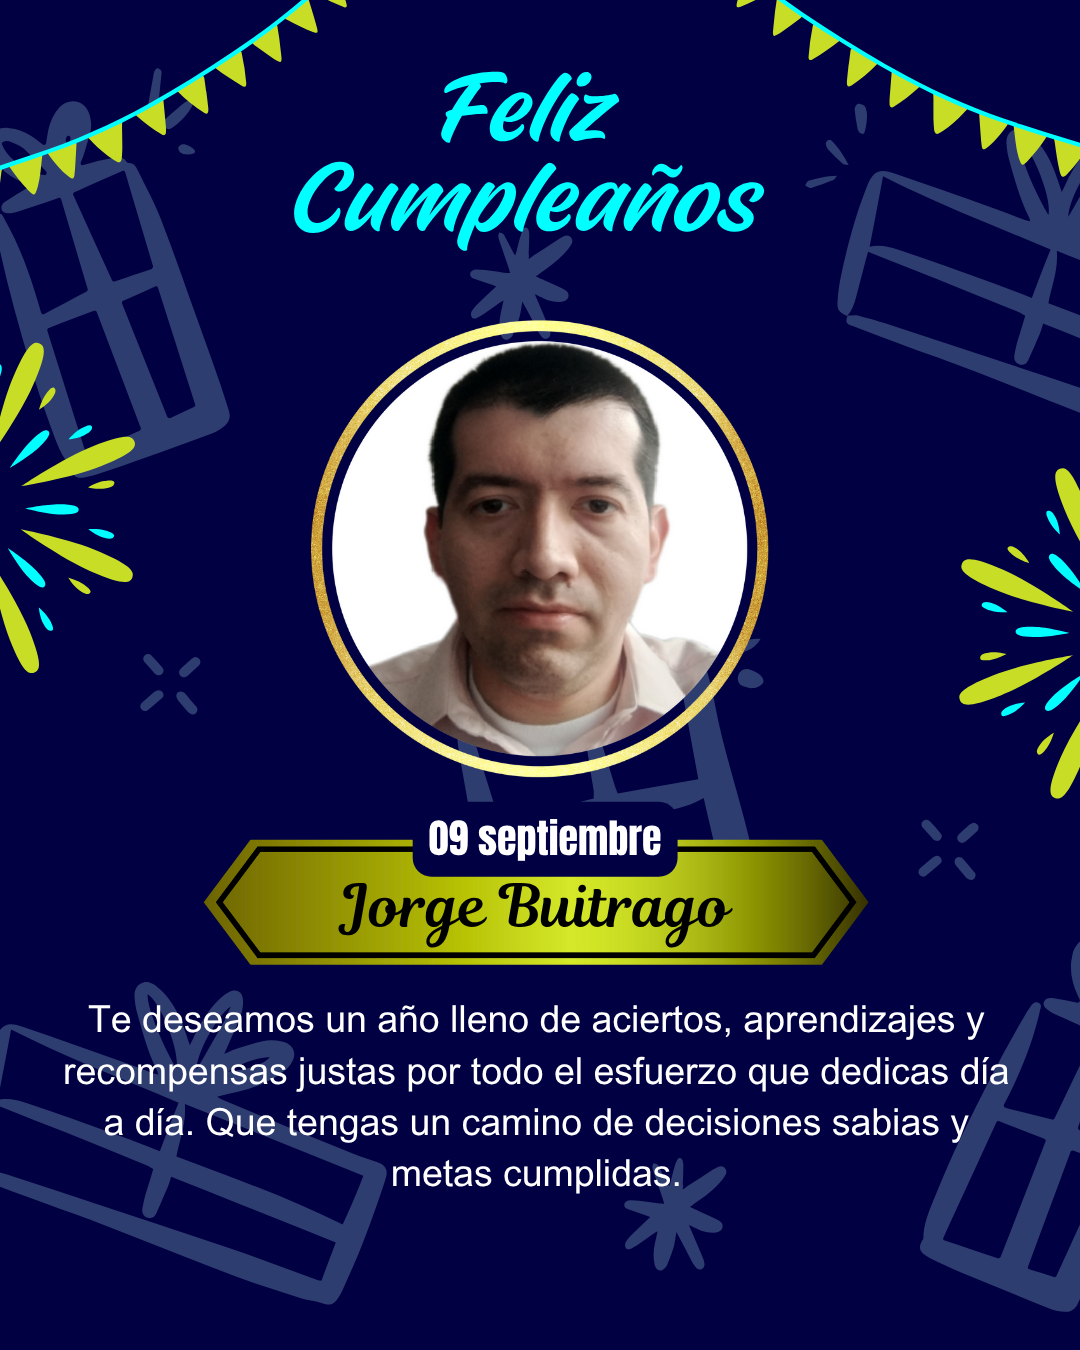 Feliz
Cumpleaños
09 septiembre
Jorge Buitrago
Te deseamos un año lleno de aciertos, aprendizajes y
recompensas justas por todo el esfuerzo que dedicas día
a día. Que tengas un camino de decisiones sabias y
metas cumplidas.